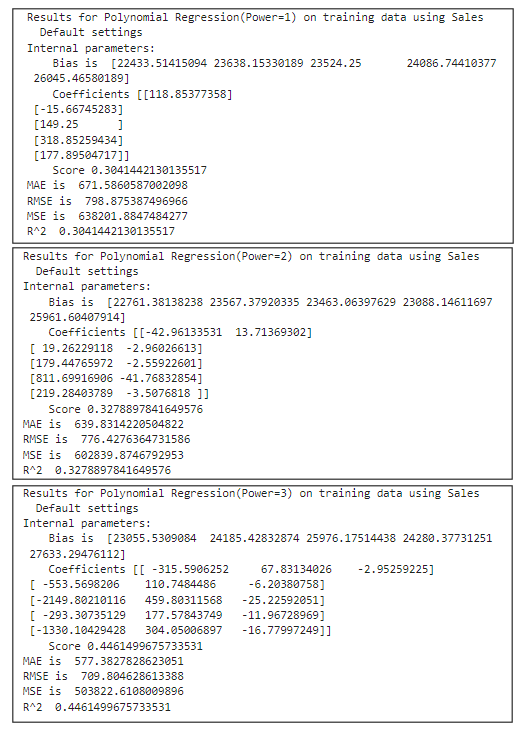 Results for Polynomial Regression(Power=1) on training data using Sales
Default settings
Internal parameters:
Bias is [22433.51415094 23638.15330189 23524.25 24086.74410377
26045.46580189]
Coefficients [[118.85377358]
[-15.66745283]
[149.25 ]
[318.85259434]
[177.89504717]]
Score 0.3041442130135517
MAE is 671.5860587002098
RMSE is 798.875387496966
MSE is 638201.8847484277
R^2 0.3041442130135517
Results for Polynomial Regression(Power=2) on training data using Sales
Default settings
Internal parameters:
Bias is [22761.38138238 23567.37920335 23463.06397629 23088.14611697
25961.60407914]
Coefficients [[-42.96133531 13.71369302]
[ 19.26229118 -2.96026613]
[179.44765972 -2.55922601]
[811.69916906 -41.76832854]
[219.28403789 -3.5076818 ]]
Score 0.3278897841649576
MAE is 639.8314220504822
RMSE is 776.4276364731586
MSE is 602839.8746792953
R^2 0.3278897841649576
Results for Polynomial Regression(Power=3) on training data using Sales
Default settings
Internal parameters:
Bias is [23055.5309084 24185.42832874 25976.17514438 24280.37731251
27633.29476112]
Coefficients [[ -315.5906252 67.83134026 -2.95259225]
[ -553.5698206 110.7484486 -6.20380758]
[-2149.80210116 459.80311568 -25.22592051]
[ -293.30735129 177.57843749 -11.96728969]
[-1330.10429428 304.05006897 -16.77997249]]
Score 0.4461499675733531
MAE is 577.3827828623051
RMSE is 709.804628613388
MSE is 503822.6108009896
R^2 0.4461499675733531